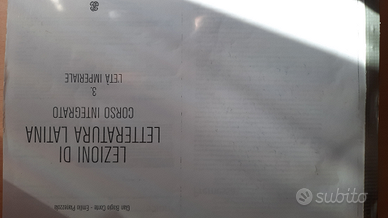 Gian Biagio Conte - Emilio Pianezzola
LEZIONI DI
LETTERATURA LATINA
CORSO INTEGRATO
3.
L'ETÀ IMPERIALE
subito